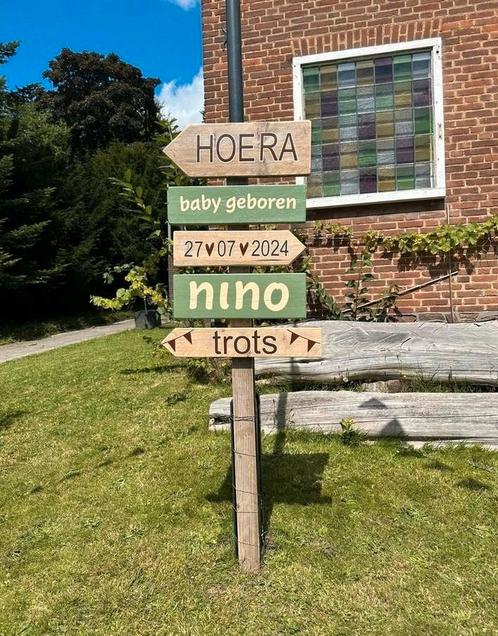 HOERA
baby geboren
27♥07♥2024
nino
trots